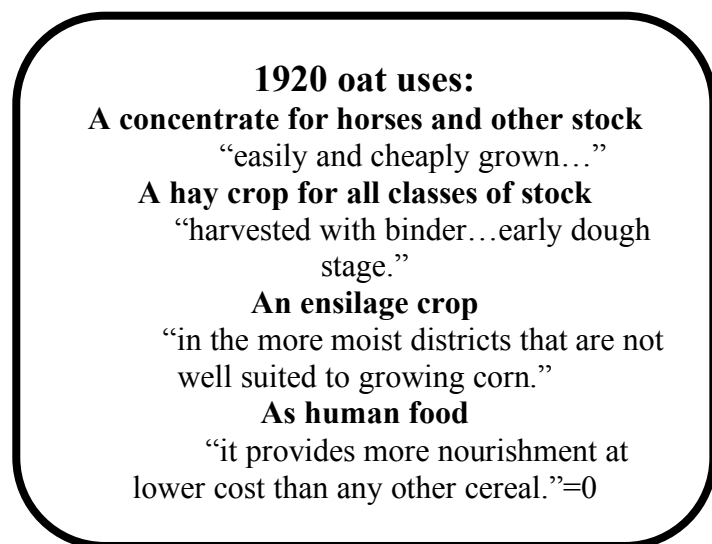 1920 oat uses:
A concentrate for horses and other stock
“easily and cheaply grown…”
A hay crop for all classes of stock
“harvested with binder…early dough
stage.”
An ensilage crop
“in the more moist districts that are not
well suited to growing corn.”
As human food
“it provides more nourishment at
lower cost than any other cereal.”=0